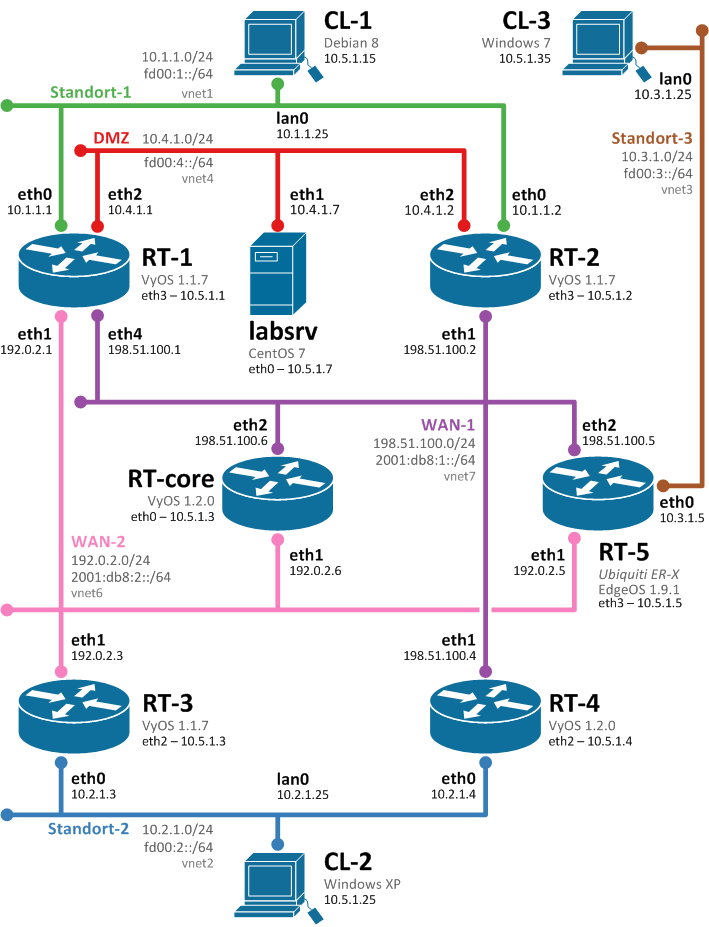 CL-1
Debian 8
10.5.1.15
CL-3
Windows 7
10.5.1.35
10.1.1.0/24
fd00:1::/64
vnet1
Standort-1
lan0
10.1.1.25
lan0
10.3.1.25
Standort-3
10.3.1.0/24
fd00:3::/64
vnet3
DMZ
10.4.1.0/24
fd00:4::/64
vnet4
eth0
10.1.1.1
eth2
10.4.1.1
eth1
10.4.1.7
eth2
10.4.1.2
eth0
10.1.1.2
RT-1
VyOS 1.1.7
eth3 – 10.5.1.1
RT-2
VyOS 1.1.7
eth3 – 10.5.1.2
labsrv
CentOS 7
eth0 – 10.5.1.7
eth1
192.0.2.1
eth4
198.51.100.1
eth1
198.51.100.2
WAN-1
198.51.100.0/24
2001:db8:1::/64
vnet7
eth2
198.51.100.6
eth2
198.51.100.5
RT-core
VyOS 1.2.0
eth0 – 10.5.1.3
eth0
10.3.1.5
WAN-2
192.0.2.0/24
2001:db8:2::/64
vnet6
eth1
192.0.2.6
eth1
192.0.2.5
RT-5
Ubiquiti ER-X
EdgeOS 1.9.1
eth3 – 10.5.1.5
eth1
192.0.2.3
eth1
198.51.100.4
RT-3
VyOS 1.1.7
eth2 – 10.5.1.3
RT-4
VyOS 1.2.0
eth2 – 10.5.1.4
eth0
10.2.1.3
lan0
10.2.1.25
eth0
10.2.1.4
Standort-2
10.2.1.0/24
fd00:2::/64
vnet2
CL-2
Windows XP
10.5.1.25